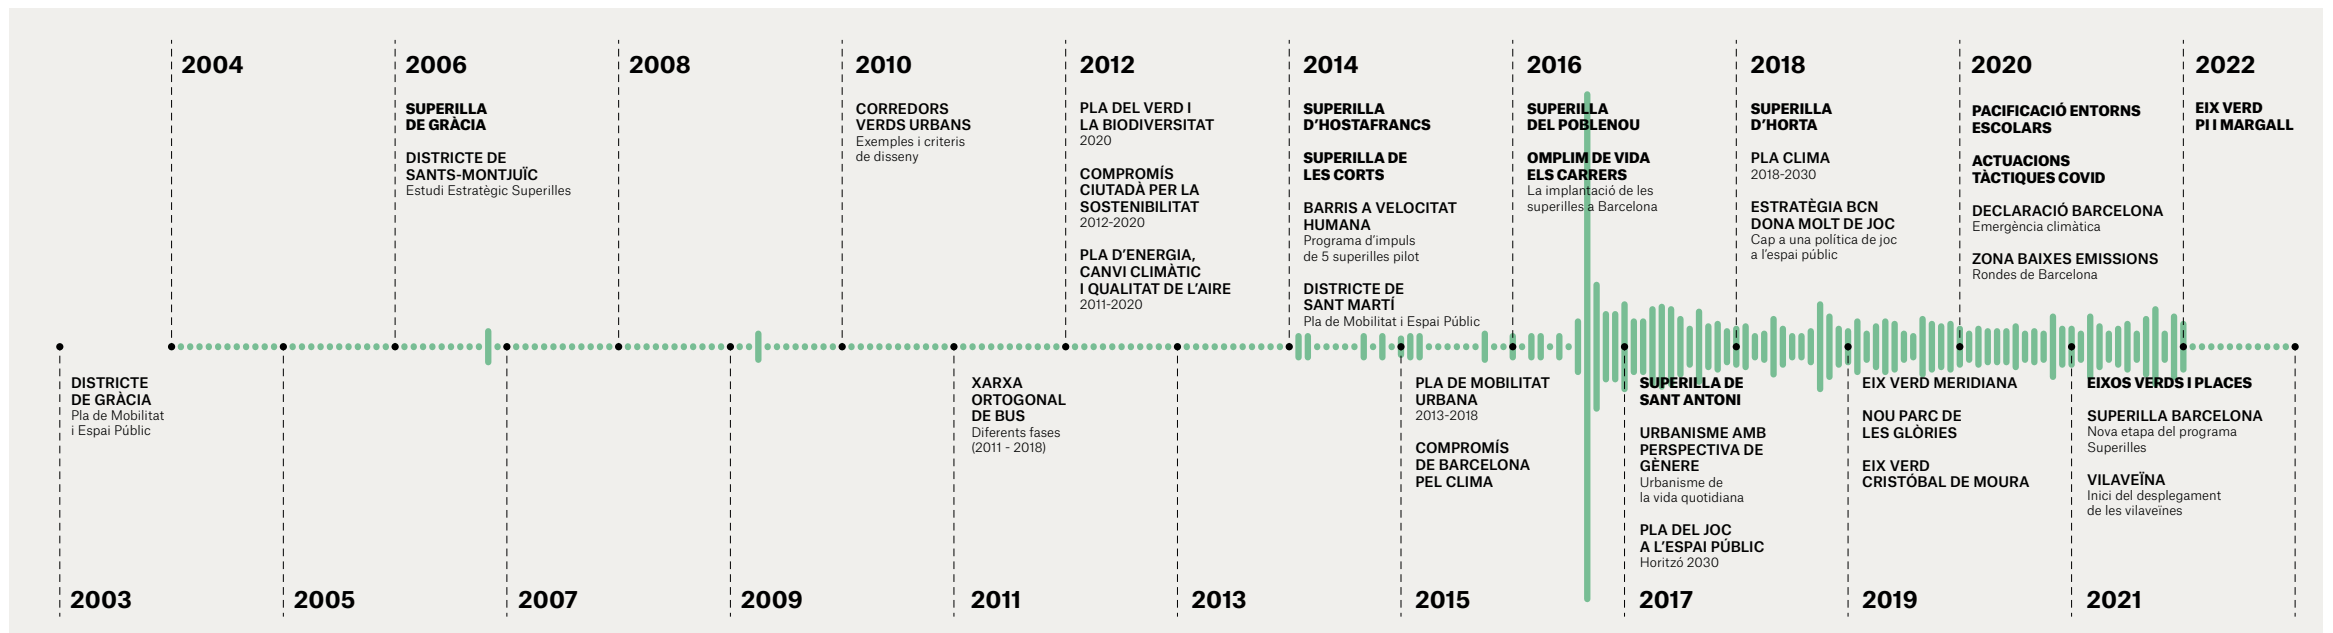 2004
2006
2008
2010
2012
2014
2016
2018
2020
2022
SUPERILLA
DE GRÀCIA
DISTRICTE DE
SANTS-MONTJUÏC
Estudi Estratègic Superilles
CORREDORS
VERDS URBANS
Exemples i criteris
de disseny
PLA DEL VERD I
LA BIODIVERSITAT
2020
COMPROMÍS
CIUTADÀ PER LA
SOSTENIBILITAT
2012-2020
PLA D'ENERGIA,
CANVI CLIMÀTIC
I QUALITAT DE L'AIRE
2011-2020
SUPERILLA
D'HOSTAFRANCS
SUPERILLA DE
LES CORTS
BARRIS A VELOCITAT
HUMANA
Programa d'impuls
de 5 superilles pilot
DISTRICTE DE
SANT MARTÍ
Pla de Mobilitat i Espai Públic
SUPERILLA
DEL POBLENOU
OMPLIM DE VIDA
ELS CARRERS
La implantació de les
superilles a Barcelona
SUPERILLA
D'HORTA
PLA CLIMA
2018-2030
ESTRATÈGIA BCN
DONA MOLT DE JOC
Cap a una política de joc
a l'espai públic
PACIFICACIÓ ENTORNS
ESCOLARS
ACTUACIONS
TÀCTIQUES COVID
DECLARACIÓ BARCELONA
Emergència climàtica
ZONA BAIXES EMISSIONS
Rondes de Barcelona
EIX VERD
PI I MARGALL
DISTRICTE
DE GRÀCIA
Pla de Mobilitat
i Espai Públic
XARXA
ORTOGONAL
DE BUS
Diferents fases
(2011 - 2018)
PLA DE MOBILITAT
URBANA
2013-2018
COMPROMÍS
DE BARCELONA
PEL CLIMA
SUPERILLA DE
SANT ANTONI
URBANISME AMB
PERSPECTIVA DE
GÈNERE
Urbanisme de
la vida quotidiana
PLA DEL JOC
A L'ESPAI PÚBLIC
Horitzó 2030
EIX VERD MERIDIANA
NOU PARC DE
LES GLÒRIES
EIX VERD
CRISTÓBAL DE MOURA
EIXOS VERDS I PLACES
SUPERILLA BARCELONA
Nova etapa del programa
Superilles
VILAVEÏNA
Inici del desplegament
de les vilaveïnes
2003
2005
2007
2009
2011
2013
2015
2017
2019
2021